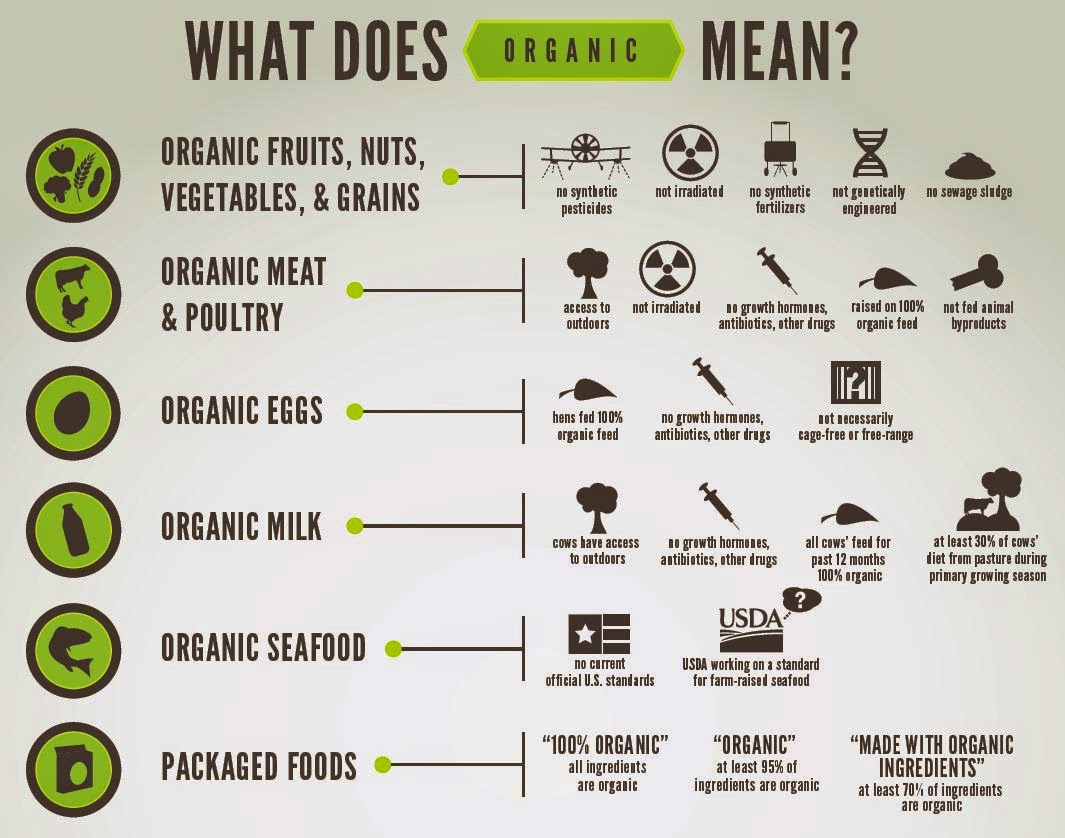 WHAT DOES ORGANIC MEAN?
ORGANIC FRUITS, NUTS,
VEGETABLES, & GRAINS
no synthetic
pesticides
not irradiated
no synthetic
fertilizers
not genetically
engineered
no sewage sludge
ORGANIC MEAT
& POULTRY
access to
outdoors
not irradiated
no growth hormones,
antibiotics, other drugs
raised on 100%
organic feed
not fed animal
byproducts
ORGANIC EGGS
hens fed 100%
organic feed
no growth hormones,
antibiotics, other drugs
?
not necessarily
cage-free or free-range
ORGANIC MILK
cows have access
to outdoors
no growth hormones,
antibiotics, other drugs
all cows' feed for
past 12 months
100% organic
at least 30% of cows'
diet from pasture during
primary growing season
ORGANIC SEAFOOD
no current
official U.S. standards
USDA ?
USDA working on a standard
for farm-raised seafood
PACKAGED FOODS
“100% ORGANIC”
all ingredients
are organic
“ORGANIC”
at least 95% of
ingredients are organic
“MADE WITH ORGANIC
INGREDIENTS”
at least 70% of ingredients
are organic